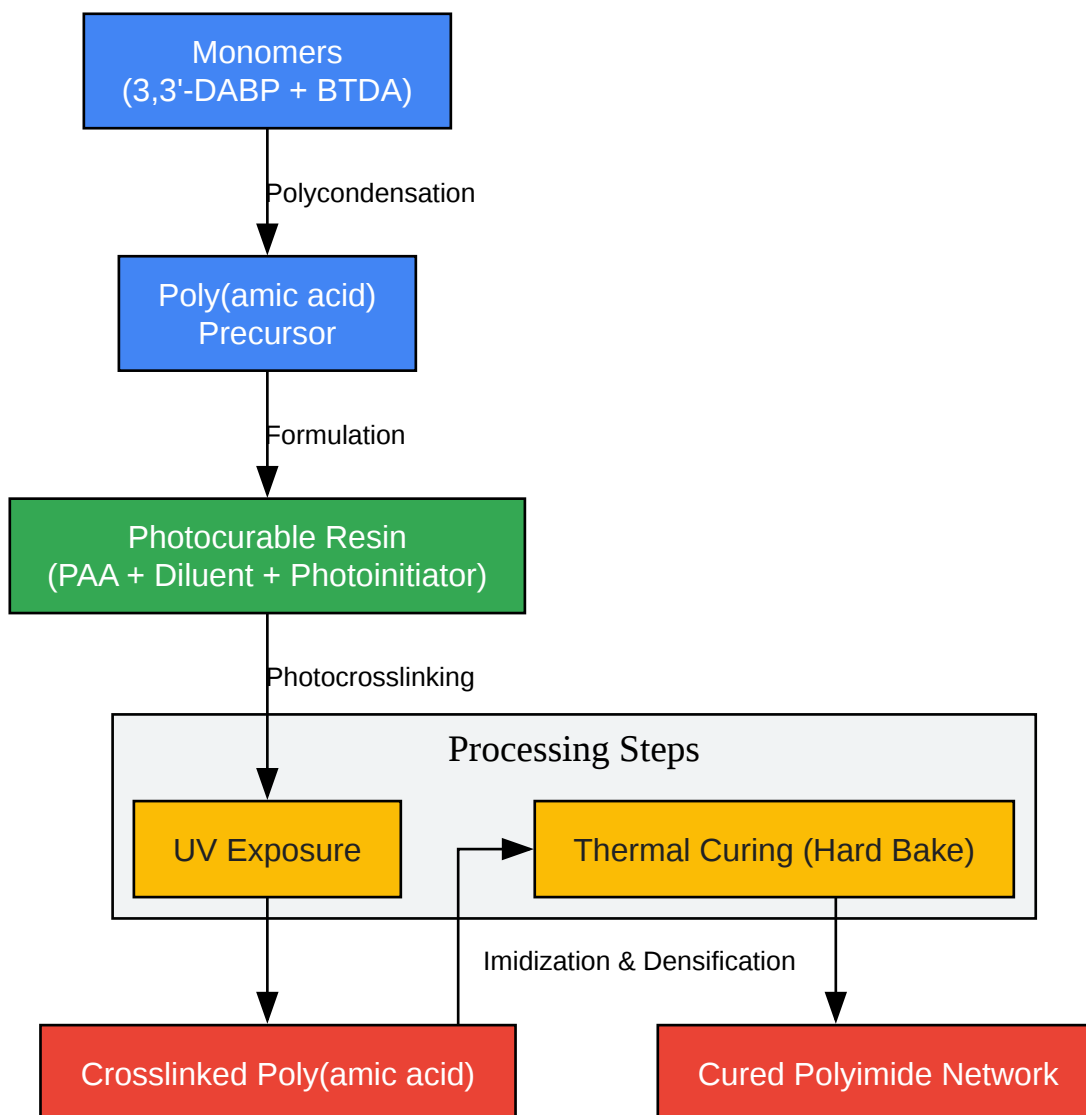 Monomers
(3,3'-DABP + BTDA)
Polycondensation
Poly(amic acid)
Precursor
Formulation
Photocurable Resin
(PAA + Diluent + Photoinitiator)
Photocrosslinking
Processing Steps
UV Exposure
Thermal Curing (Hard Bake)
Imidization & Densification
Crosslinked Poly(amic acid)
Cured Polyimide Network